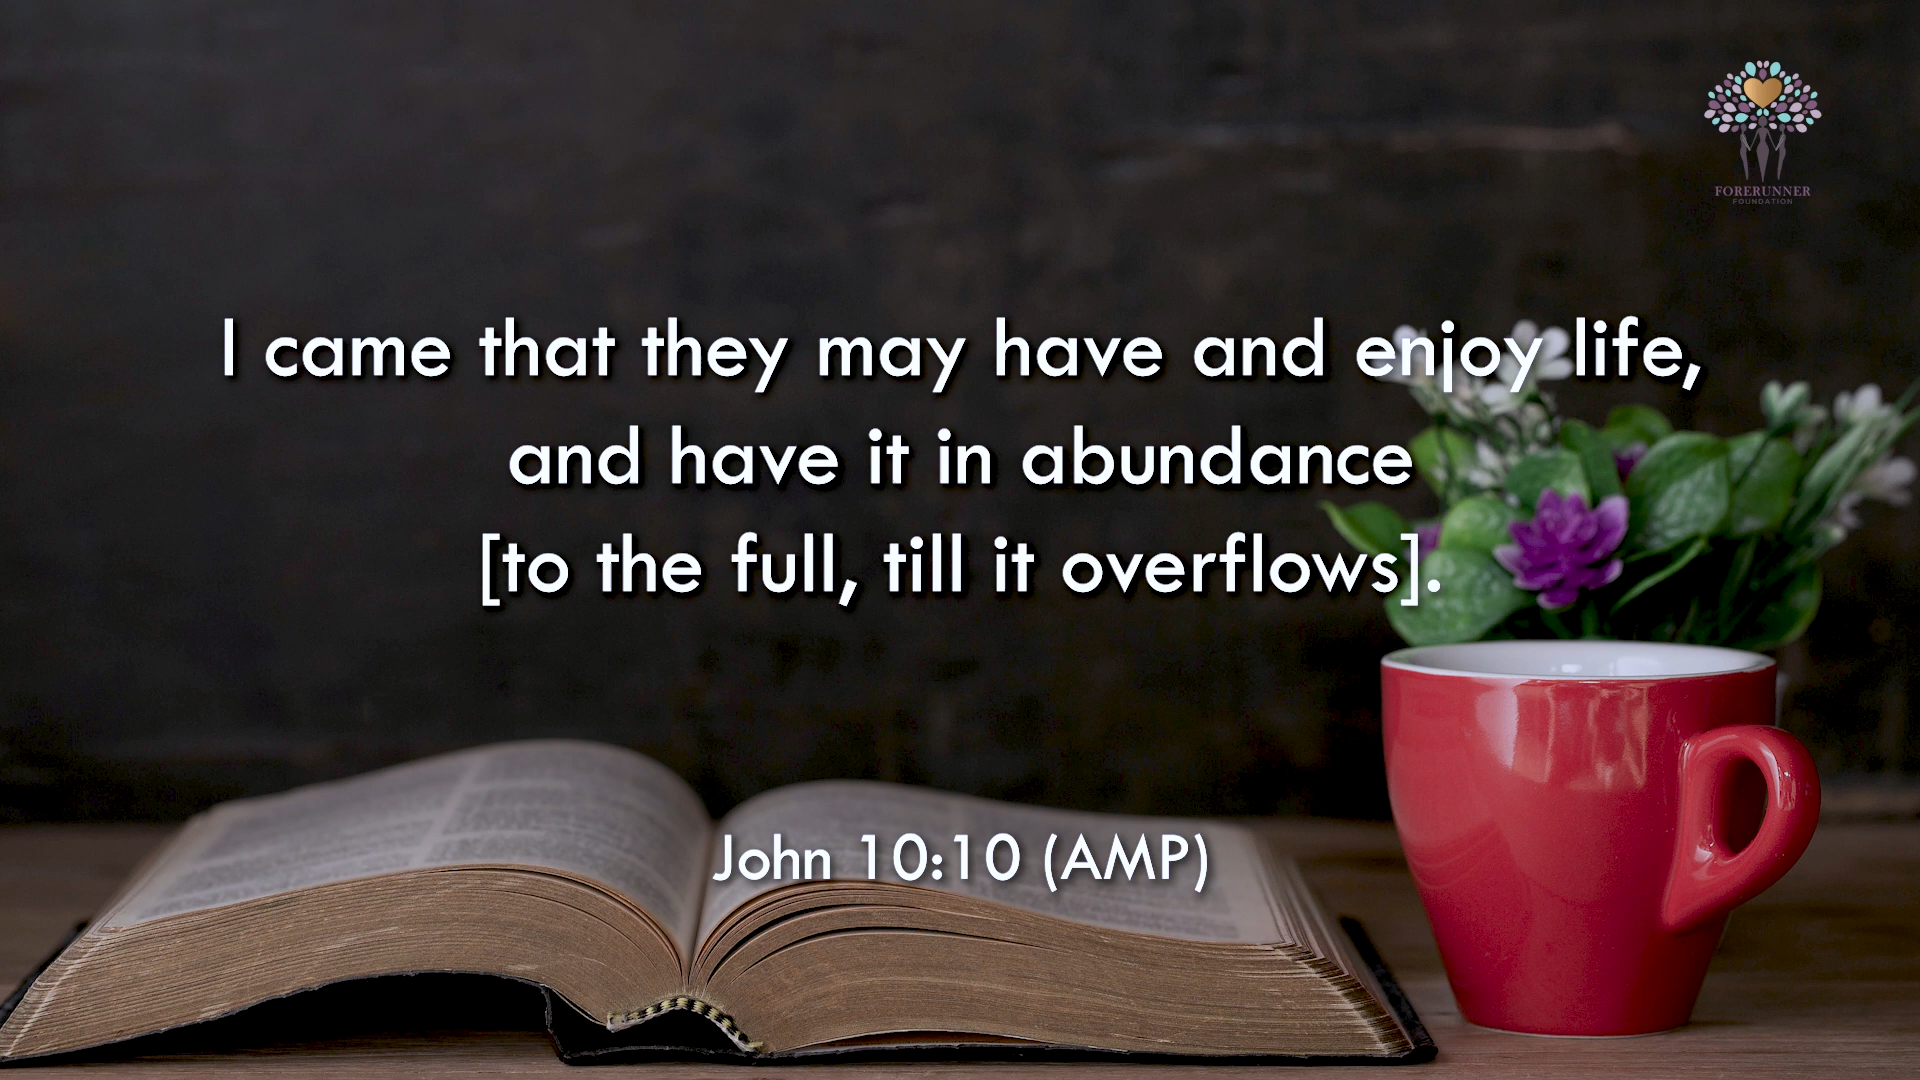 FORERUNNER
FOUNDATION
I came that they may have and enjoy life,
and have it in abundance
[to the full, till it overflows].
John 10:10 (AMP)